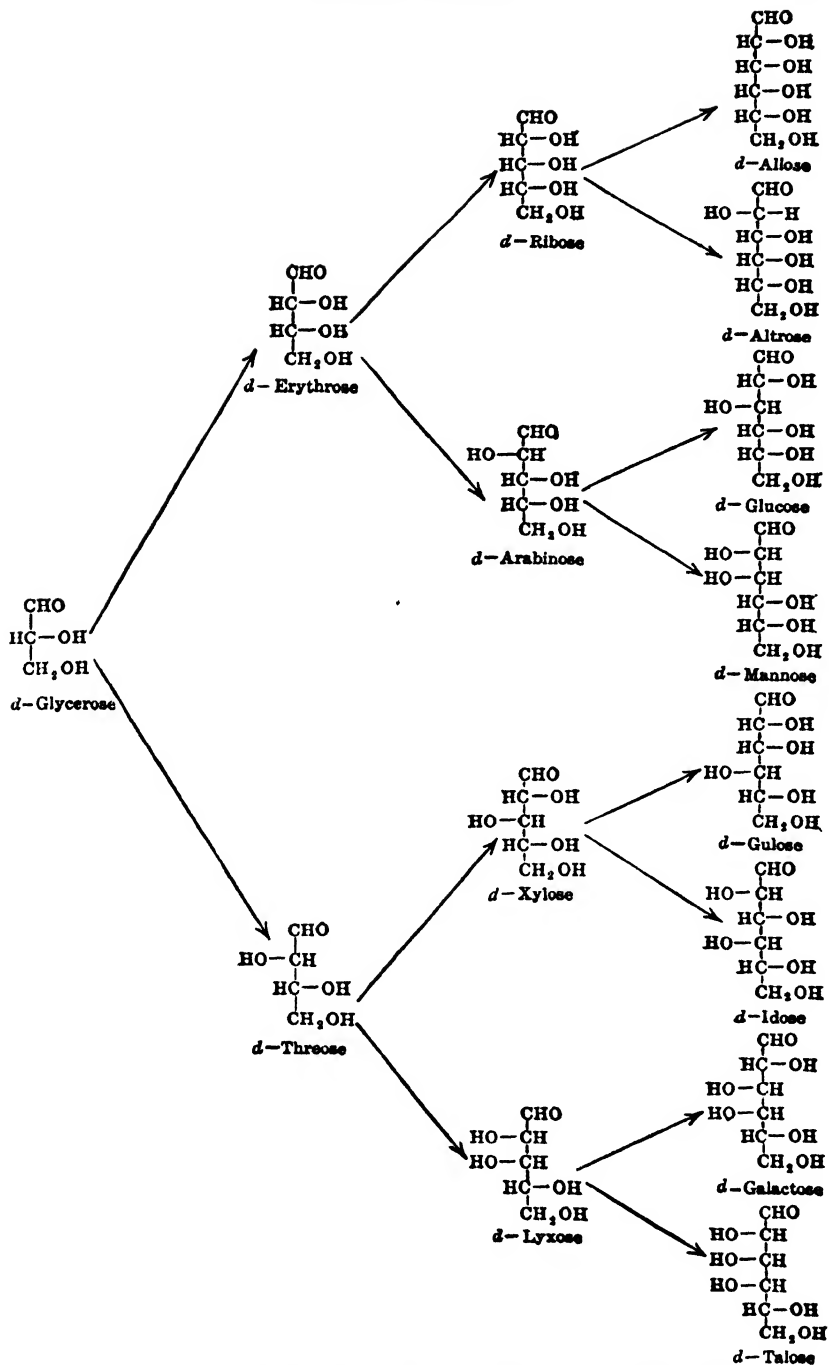 CHO
HC—OH
CH₂OH
d—Glycerose
CHO
HC—OH
HC—OH
CH₂OH
d—Erythrose
CHO
HO—CH
HC—OH
CH₂OH
d—Threose
CHO
HC—OH
HC—OH
HC—OH
CH₂OH
d—Ribose
CHO
HO—CH
HC—OH
HC—OH
CH₂OH
d—Arabinose
CHO
HC—OH
HO—CH
HC—OH
CH₂OH
d—Xylose
CHO
HO—CH
HO—CH
HC—OH
CH₂OH
d—Lyxose
CHO
HC—OH
HC—OH
HC—OH
HC—OH
CH₂OH
d—Allose
CHO
HO—C—H
HC—OH
HC—OH
HC—OH
CH₂OH
d—Altrose
CHO
HC—OH
HO—CH
HC—OH
HC—OH
CH₂OH
d—Glucose
CHO
HO—CH
HO—CH
HC—OH
HC—OH
CH₂OH
d—Mannose
CHO
HC—OH
HC—OH
HO—CH
HC—OH
CH₂OH
d—Gulose
CHO
HO—CH
HC—OH
HO—CH
HC—OH
CH₂OH
d—Idose
CHO
HC—OH
HO—CH
HO—CH
HC—OH
CH₂OH
d—Galactose
CHO
HO—CH
HO—CH
HO—CH
HC—OH
CH₂OH
d—Talose